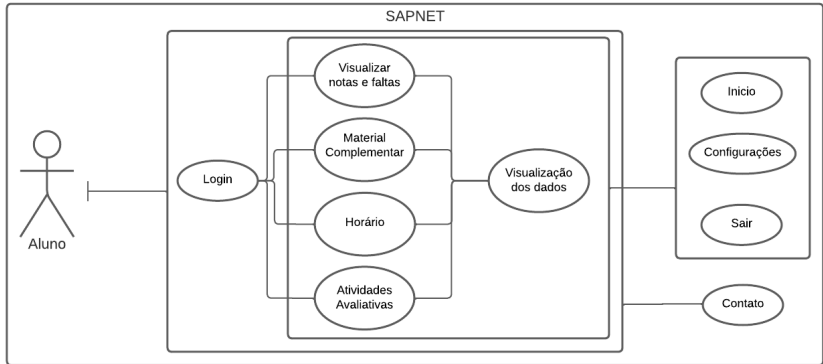 SAPNET
Aluno
Login
Visualizar
notas e faltas
Material
Complementar
Horário
Atividades
Avaliativas
Visualização
dos dados
Inicio
Configurações
Sair
Contato